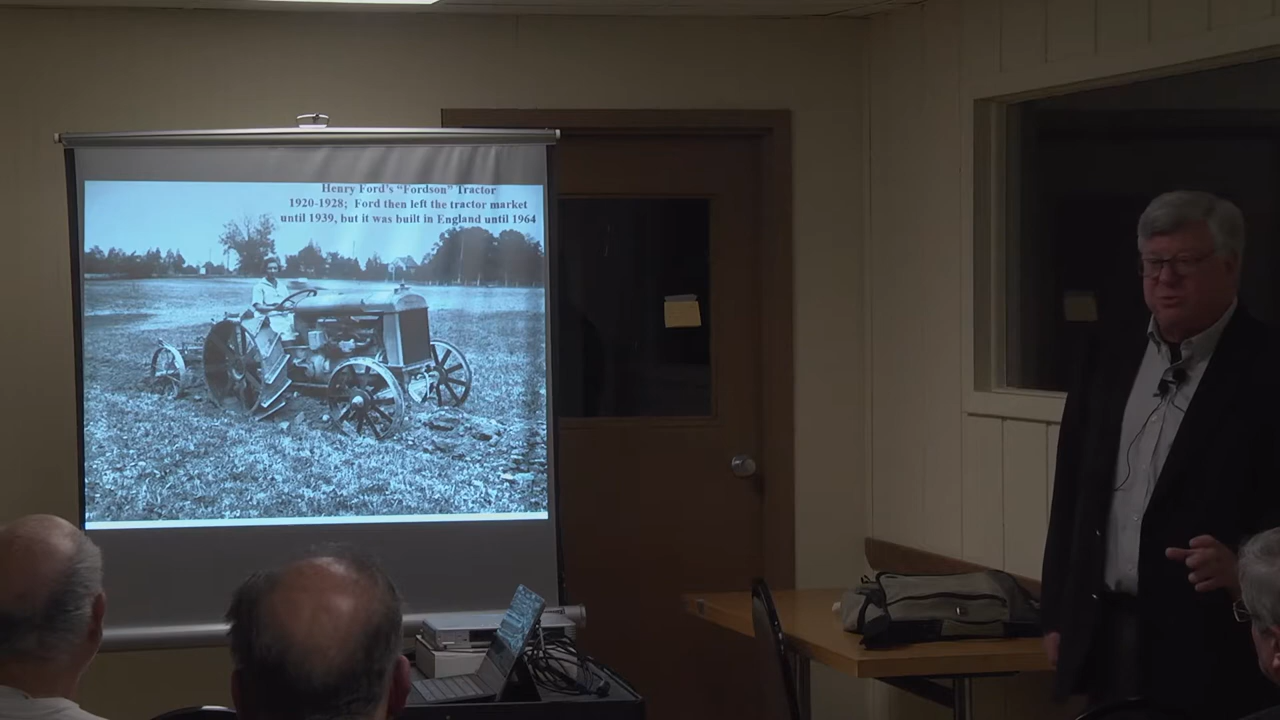 Henry Ford's “Fordson” Tractor
1920-1928; Ford then left the tractor market
until 1939, but it was built in England until 1964